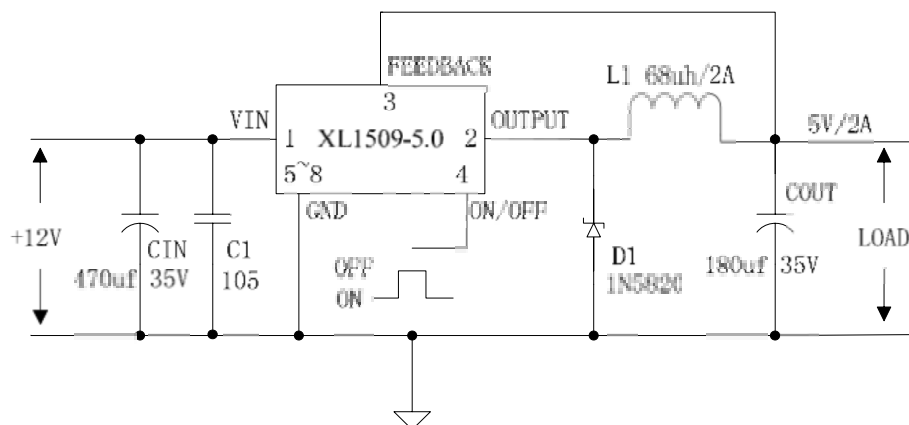 FEEDBACK
L1 68uh/2A
3
VIN
OUTPUT
5V/2A
1 XL1509-5.0 2
5~8 4
GND
ON/OFF
COUT
+12V
CIN
C1
OFF
D1
LOAD
470uf 35V
105
ON
1N5820
180uf 35V